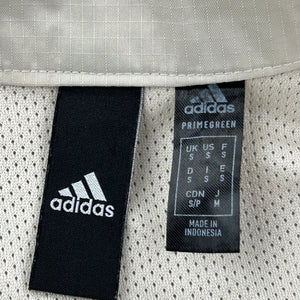 adidas
adidas
PRIMEGREEN
UK US F
S S S
D I E
S S S
CDN J
S/P M
MADE IN
INDONESIA